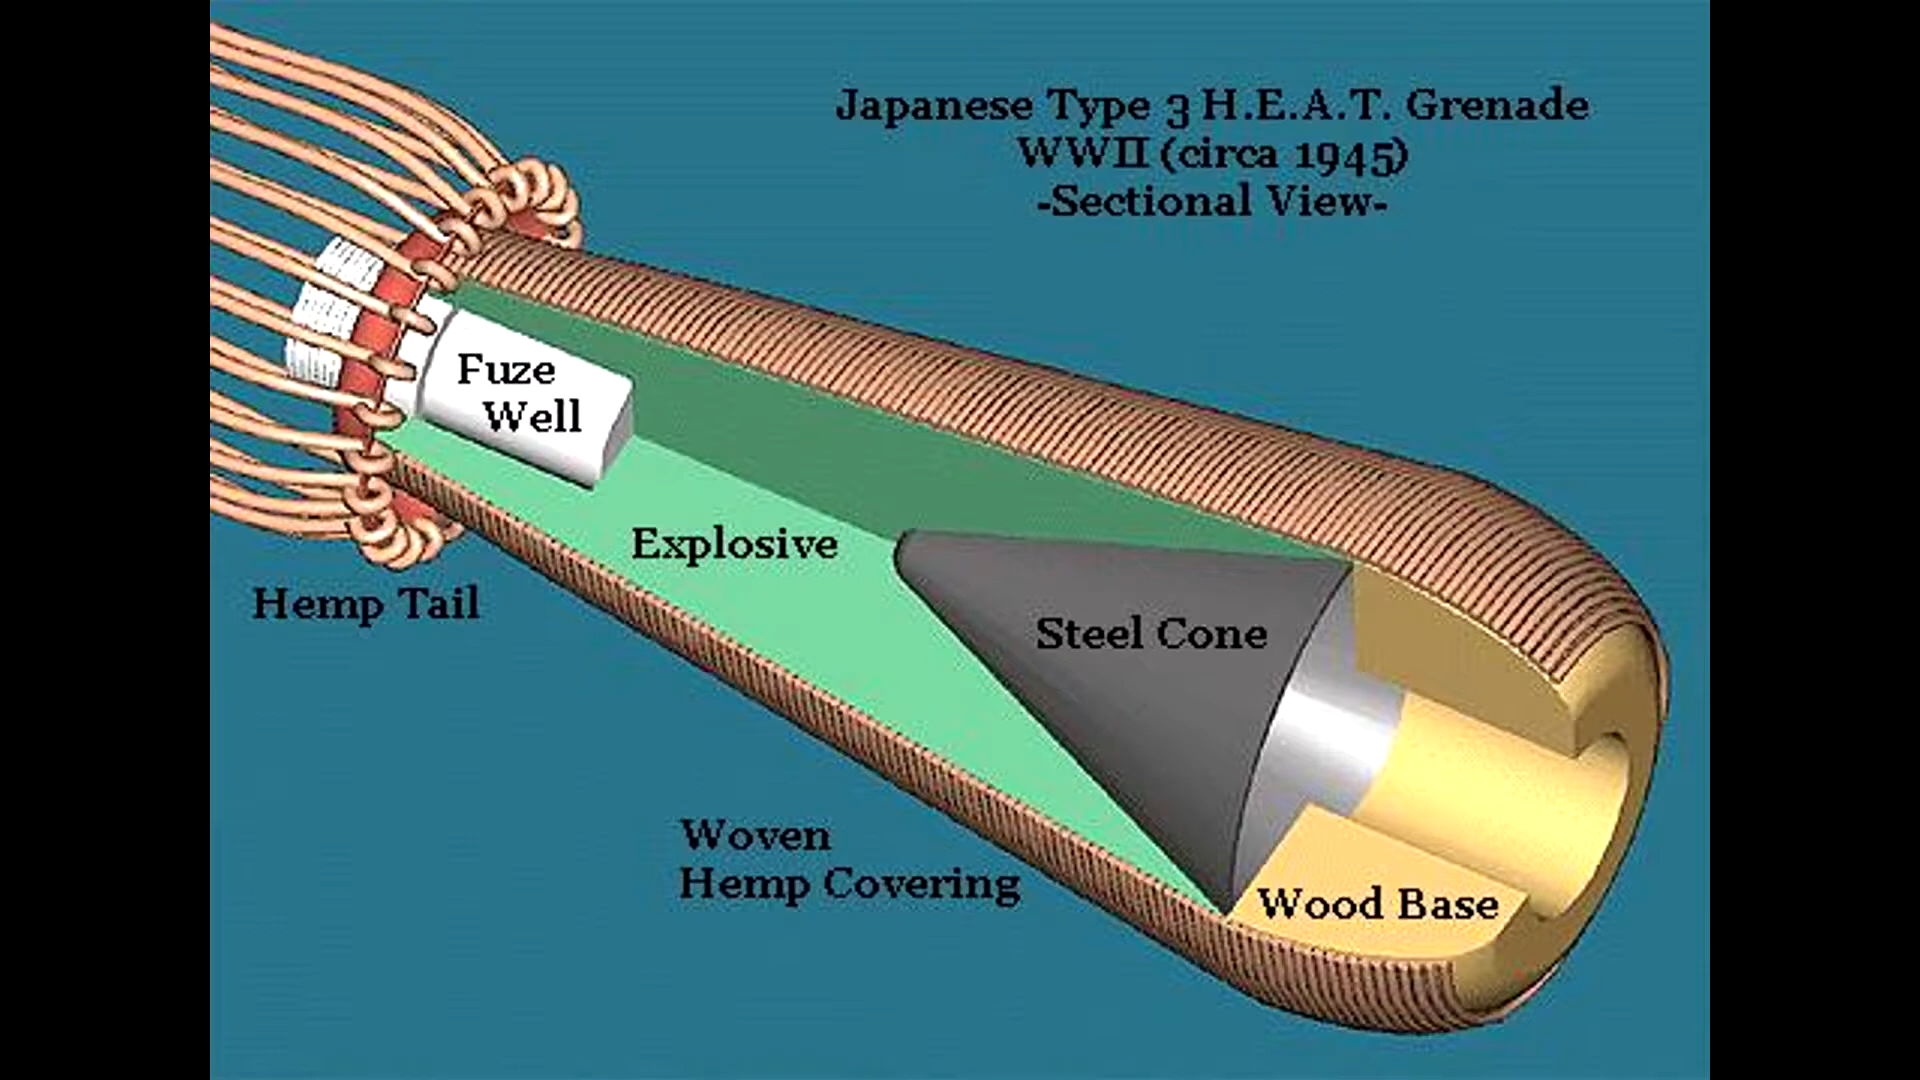 Japanese Type 3 H.E.A.T. Grenade
WWII (circa 1945)
-Sectional View-
Fuze
Well
Explosive
Hemp Tail
Steel Cone
Woven
Hemp Covering
Wood Base